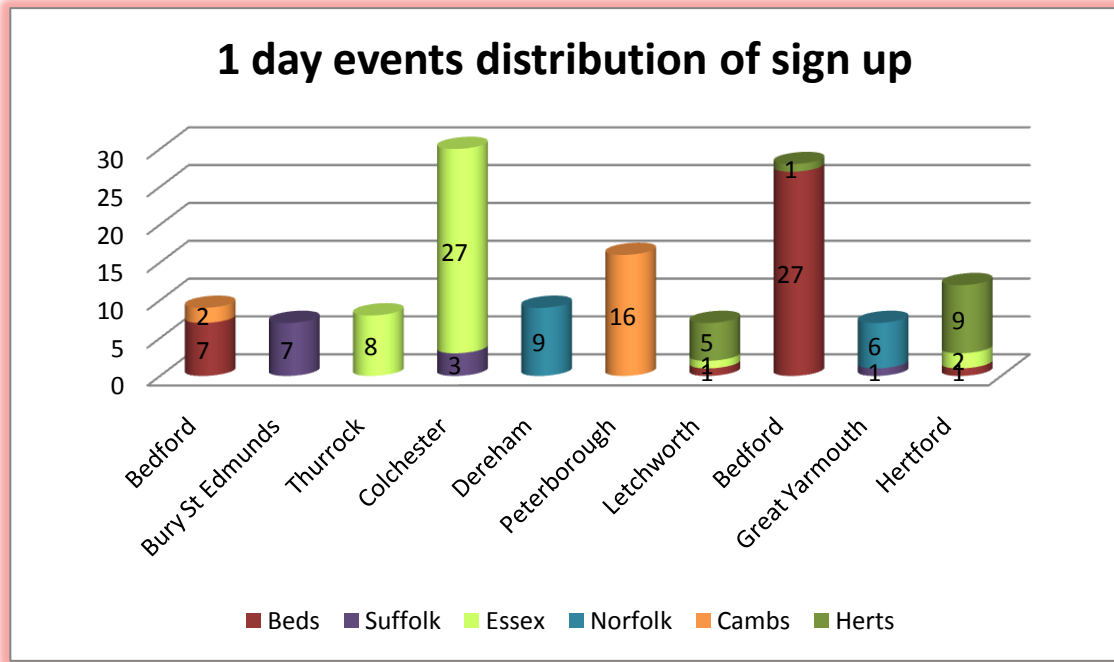 1 day events distribution of sign up
30
25
20
15
10
5
0
2
7
7
8
27
3
9
16
5
1
1
1
27
6
1
9
2
1
Bedford
Bury St Edmunds
Thurrock
Colchester
Dereham
Peterborough
Letchworth
Bedford
Great Yarmouth
Hertford
Beds Suffolk Essex Norfolk Cambs Herts